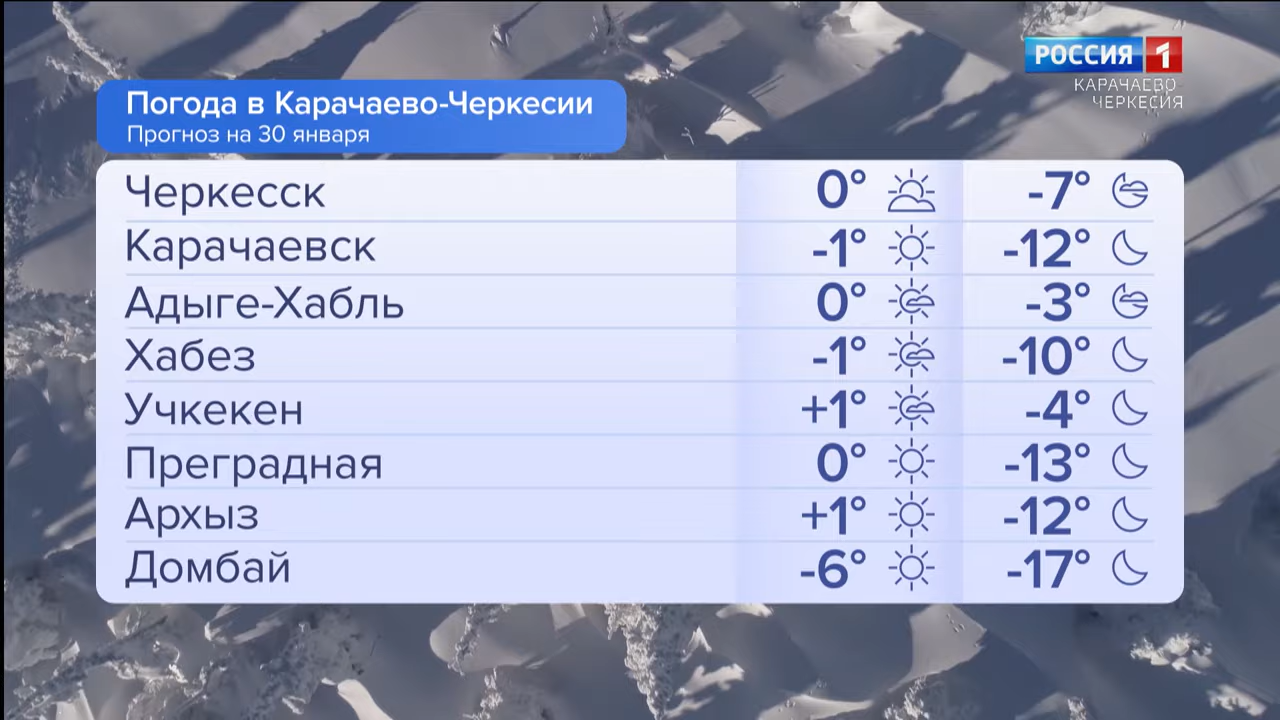 РОССИЯ 1
КАРАЧАЕВО-
ЧЕРКЕСИЯ
Погода в Карачаево-Черкесии
Прогноз на 30 января
Черкесск 0° -7°
Карачаевск -1° -12°
Адыге-Хабль 0° -3°
Хабез -1° -10°
Учкекен +1° -4°
Преградная 0° -13°
Архыз +1° -12°
Домбай -6° -17°